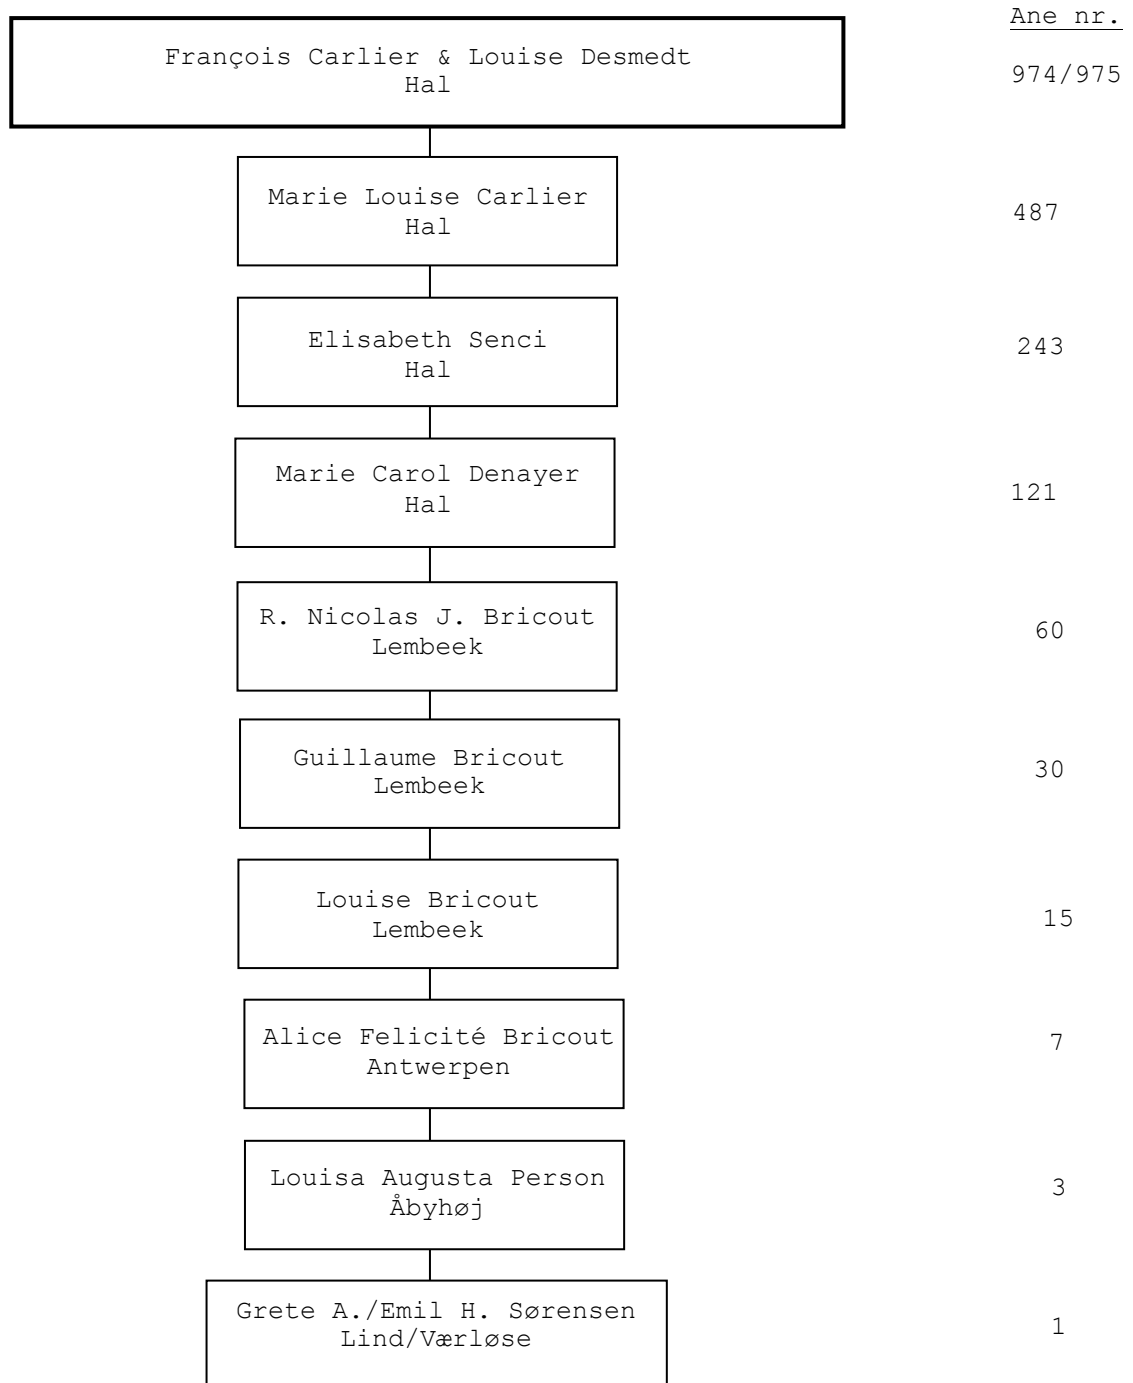 Ane nr.
François Carlier & Louise Desmedt
Hal
974/975
Marie Louise Carlier
Hal
487
Elisabeth Senci
Hal
243
Marie Carol Denayer
Hal
121
R. Nicolas J. Bricout
Lembeek
60
Guillaume Bricout
Lembeek
30
Louise Bricout
Lembeek
15
Alice Felicité Bricout
Antwerpen
7
Louisa Augusta Person
Åbyhøj
3
Grete A./Emil H. Sørensen
Lind/Værløse
1